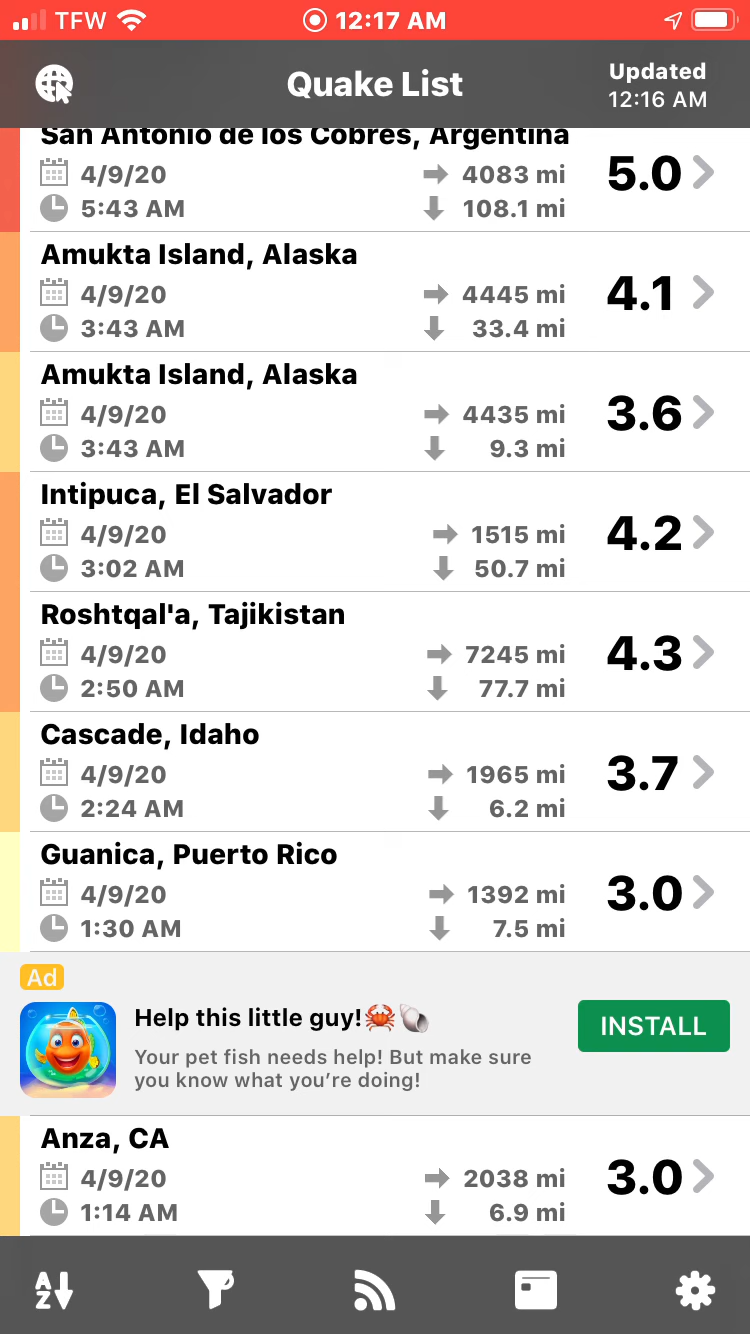 TFW 12:17 AM
Quake List
Updated
12:16 AM
San Antonio de los Cobres, Argentina
4/9/20 4083 mi
5:43 AM 108.1 mi
5.0
Amukta Island, Alaska
4/9/20 4445 mi
3:43 AM 33.4 mi
4.1
Amukta Island, Alaska
4/9/20 4435 mi
3:43 AM 9.3 mi
3.6
Intipuca, El Salvador
4/9/20 1515 mi
3:02 AM 50.7 mi
4.2
Roshtqal'a, Tajikistan
4/9/20 7245 mi
2:50 AM 77.7 mi
4.3
Cascade, Idaho
4/9/20 1965 mi
2:24 AM 6.2 mi
3.7
Guanica, Puerto Rico
4/9/20 1392 mi
1:30 AM 7.5 mi
3.0
Ad
Help this little guy!🦀🐚
Your pet fish needs help! But make sure
you know what you’re doing!
INSTALL
Anza, CA
4/9/20 2038 mi
1:14 AM 6.9 mi
3.0
A
Z